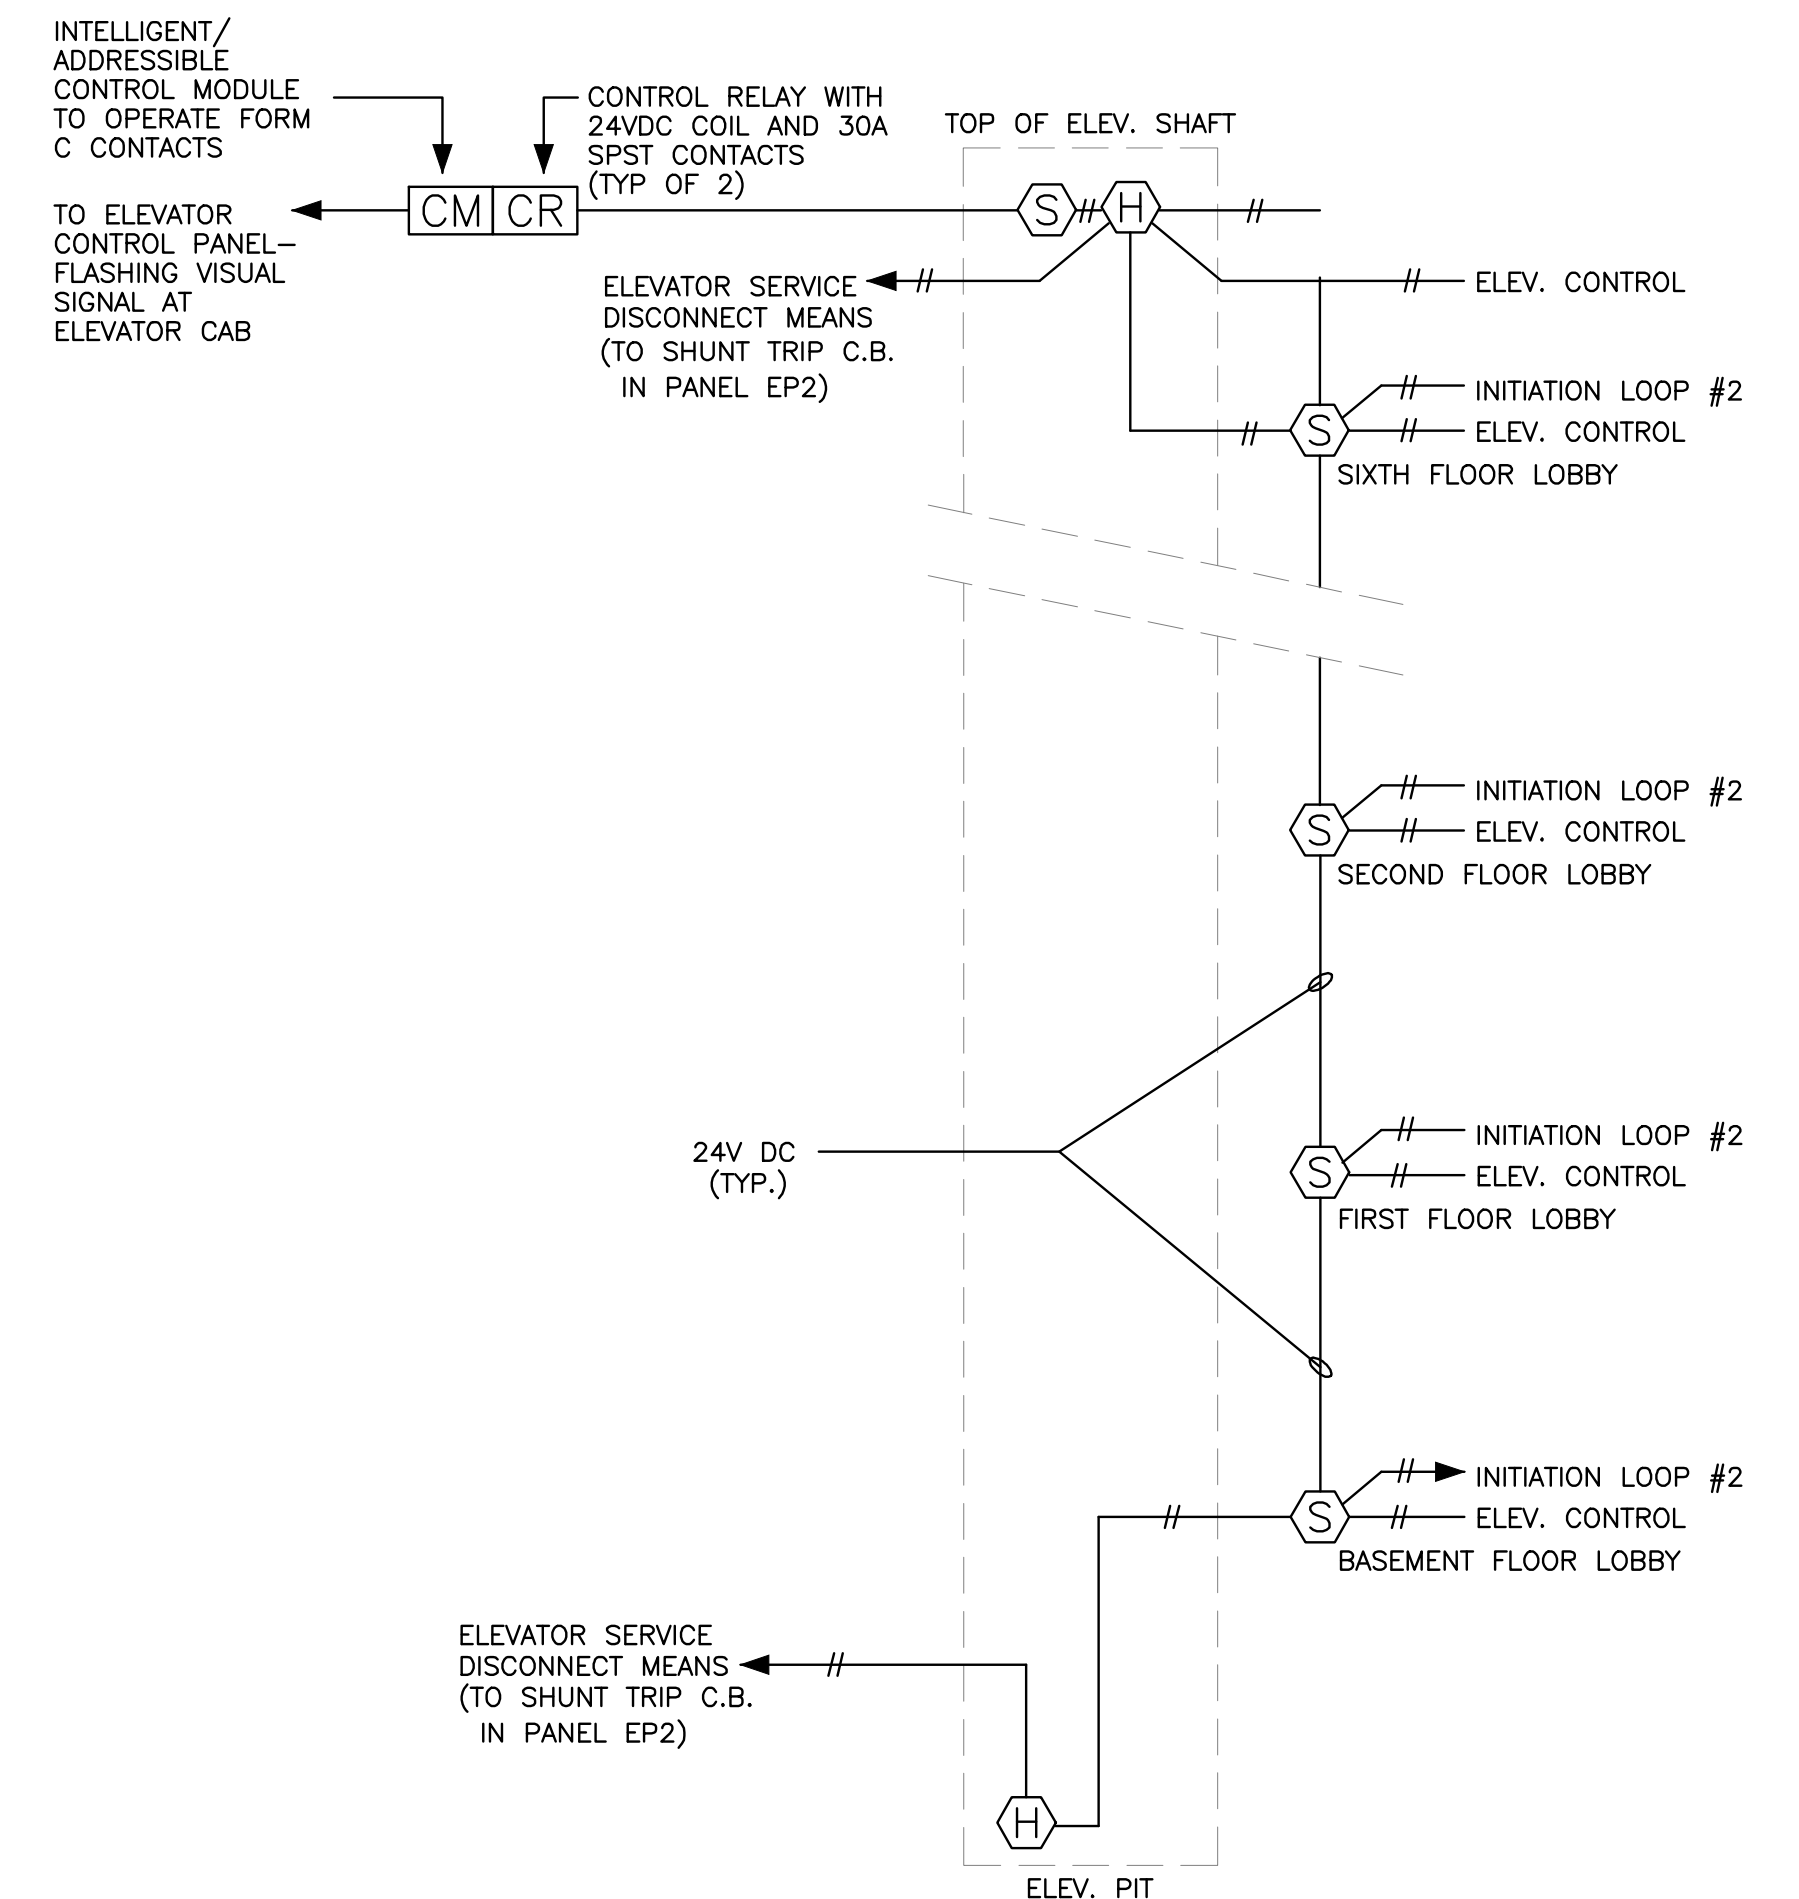 INTELLIGENT/
ADDRESSIBLE
CONTROL MODULE
TO OPERATE FORM
C CONTACTS
CONTROL RELAY WITH
24VDC COIL AND 30A
SPST CONTACTS
(TYP OF 2)
TOP OF ELEV. SHAFT
CM CR
S H
TO ELEVATOR
CONTROL PANEL-
FLASHING VISUAL
SIGNAL AT
ELEVATOR CAB
ELEVATOR SERVICE
DISCONNECT MEANS
(TO SHUNT TRIP C.B.
IN PANEL EP2)
ELEV. CONTROL
INITIATION LOOP #2
S
ELEV. CONTROL
SIXTH FLOOR LOBBY
INITIATION LOOP #2
S
ELEV. CONTROL
SECOND FLOOR LOBBY
24V DC
(TYP.)
INITIATION LOOP #2
S
ELEV. CONTROL
FIRST FLOOR LOBBY
INITIATION LOOP #2
S
ELEV. CONTROL
BASEMENT FLOOR LOBBY
ELEVATOR SERVICE
DISCONNECT MEANS
(TO SHUNT TRIP C.B.
IN PANEL EP2)
H
ELEV. PIT